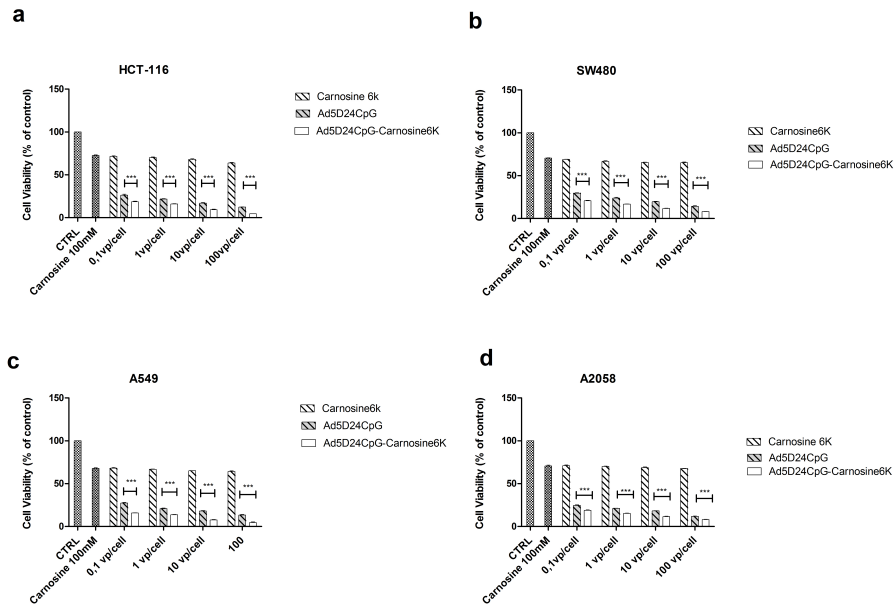 a
HCT-116
Cell Viability (% of control)
150
100
50
0
*** *** *** ***
CTRL
Carnosine 100mM
0,1vp/cell
1vp/cell
10vp/cell
100vp/cell
Carnosine 6k
Ad5D24CpG
Ad5D24CpG-Carnosine6K
b
SW480
Cell Viability (% of control)
150
100
50
0
*** *** *** ***
CTRL
Carnosine 100mM
0,1 vp/cell
1 vp/cell
10 vp/cell
100 vp/cell
Carnosine6K
Ad5D24CpG
Ad5D24CpG-Carnosine6K
c
A549
Cell Viability (% of control)
150
100
50
0
*** *** *** ***
CTRL
Carnosine 100mM
0,1 vp/cell
1 vp/cell
10 vp/cell
100
Carnosine6k
Ad5D24CpG
Ad5D24CpG-Carnosine6K
d
A2058
Cell Viability (% of control)
150
100
50
0
*** *** *** ***
CTRL
Carnosine 100mM
0,1vp/cell
1 vp/cell
10 vp/cell
100 vp/cell
Carnosine 6K
Ad5D24CpG
Ad5D24CpG-Carnosine6K